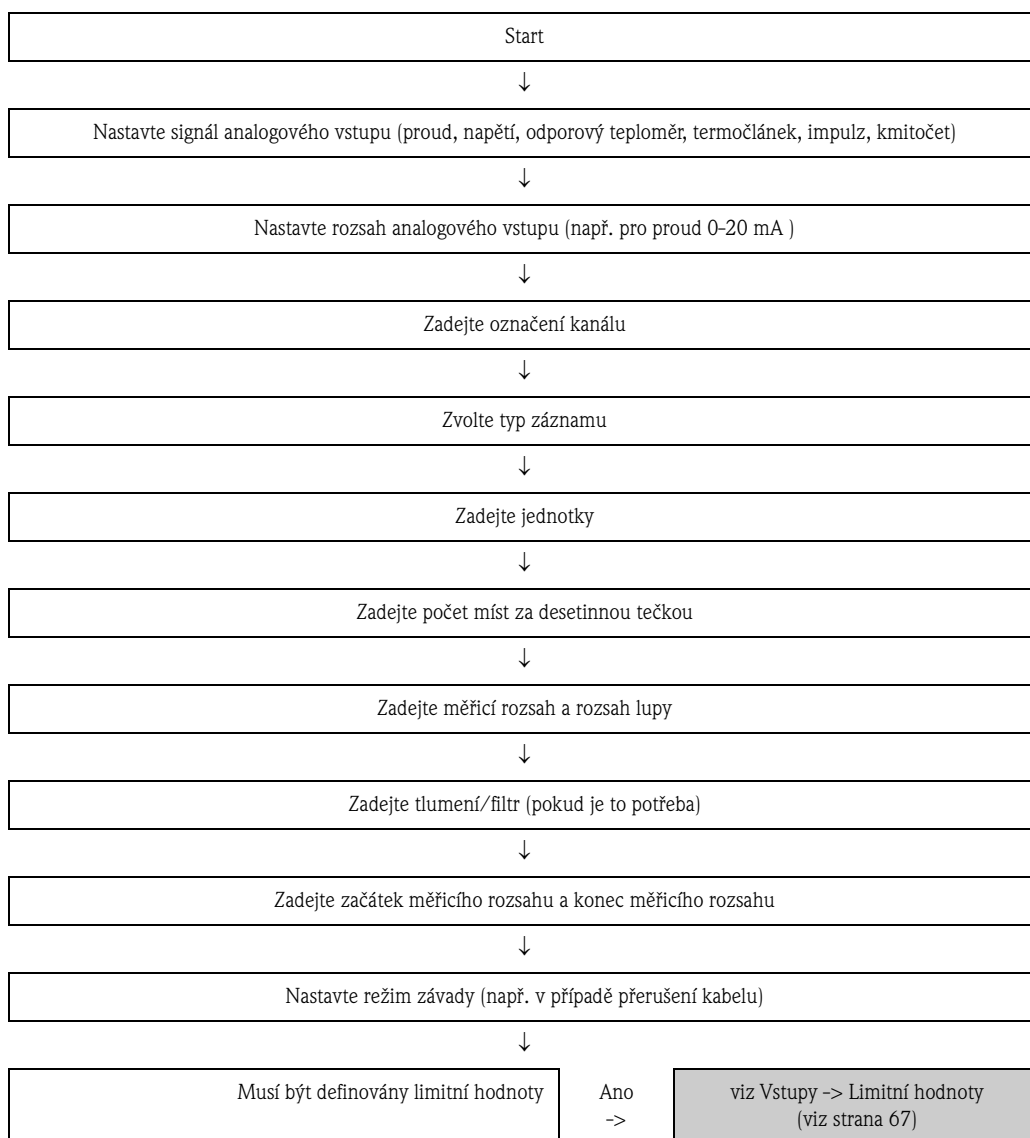 Start
↓
Nastavte signál analogového vstupu (proud, napětí, odporový teploměr, termočlánek, impulz, kmitočet)
↓
Nastavte rozsah analogového vstupu (např. pro proud 0-20 mA )
↓
Zadejte označení kanálu
↓
Zvolte typ záznamu
↓
Zadejte jednotky
↓
Zadejte počet míst za desetinnou tečkou
↓
Zadejte měřicí rozsah a rozsah lupy
↓
Zadejte tlumení/filtr (pokud je to potřeba)
↓
Zadejte začátek měřicího rozsahu a konec měřicího rozsahu
↓
Nastavte režim závady (např. v případě přerušení kabelu)
↓
Musí být definovány limitní hodnoty
Ano
->
viz Vstupy -> Limitní hodnoty
(viz strana 67)